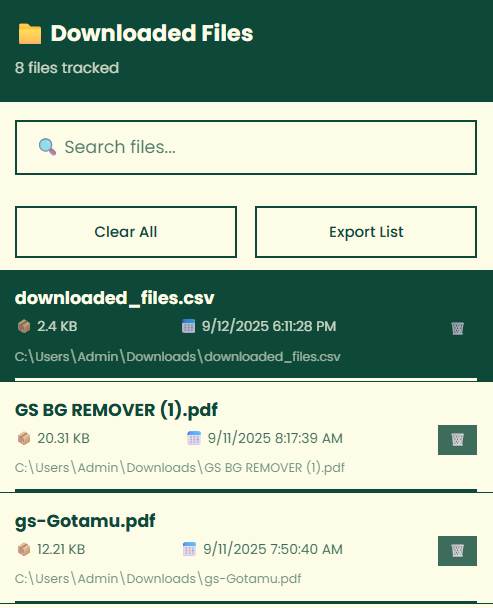 Downloaded Files
8 files tracked
Search files...
Clear All
Export List
downloaded_files.csv
2.4 KB
9/12/2025 6:11:28 PM
C:\Users\Admin\Downloads\downloaded_files.csv
GS BG REMOVER (1).pdf
20.31 KB
9/11/2025 8:17:39 AM
C:\Users\Admin\Downloads\GS BG REMOVER (1).pdf
gs-Gotamu.pdf
12.21 KB
9/11/2025 7:50:40 AM
C:\Users\Admin\Downloads\gs-Gotamu.pdf